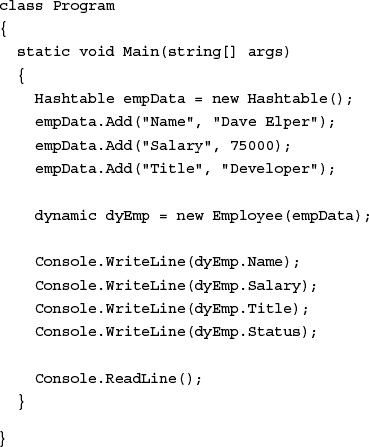 class Program
{
static void Main(string[] args)
{
Hashtable empData = new Hashtable();
empData.Add("Name", "Dave Elper");
empData.Add("Salary", 75000);
empData.Add("Title", "Developer");
dynamic dyEmp = new Employee(empData);
Console.WriteLine(dyEmp.Name);
Console.WriteLine(dyEmp.Salary);
Console.WriteLine(dyEmp.Title);
Console.WriteLine(dyEmp.Status);
Console.ReadLine();
}
}